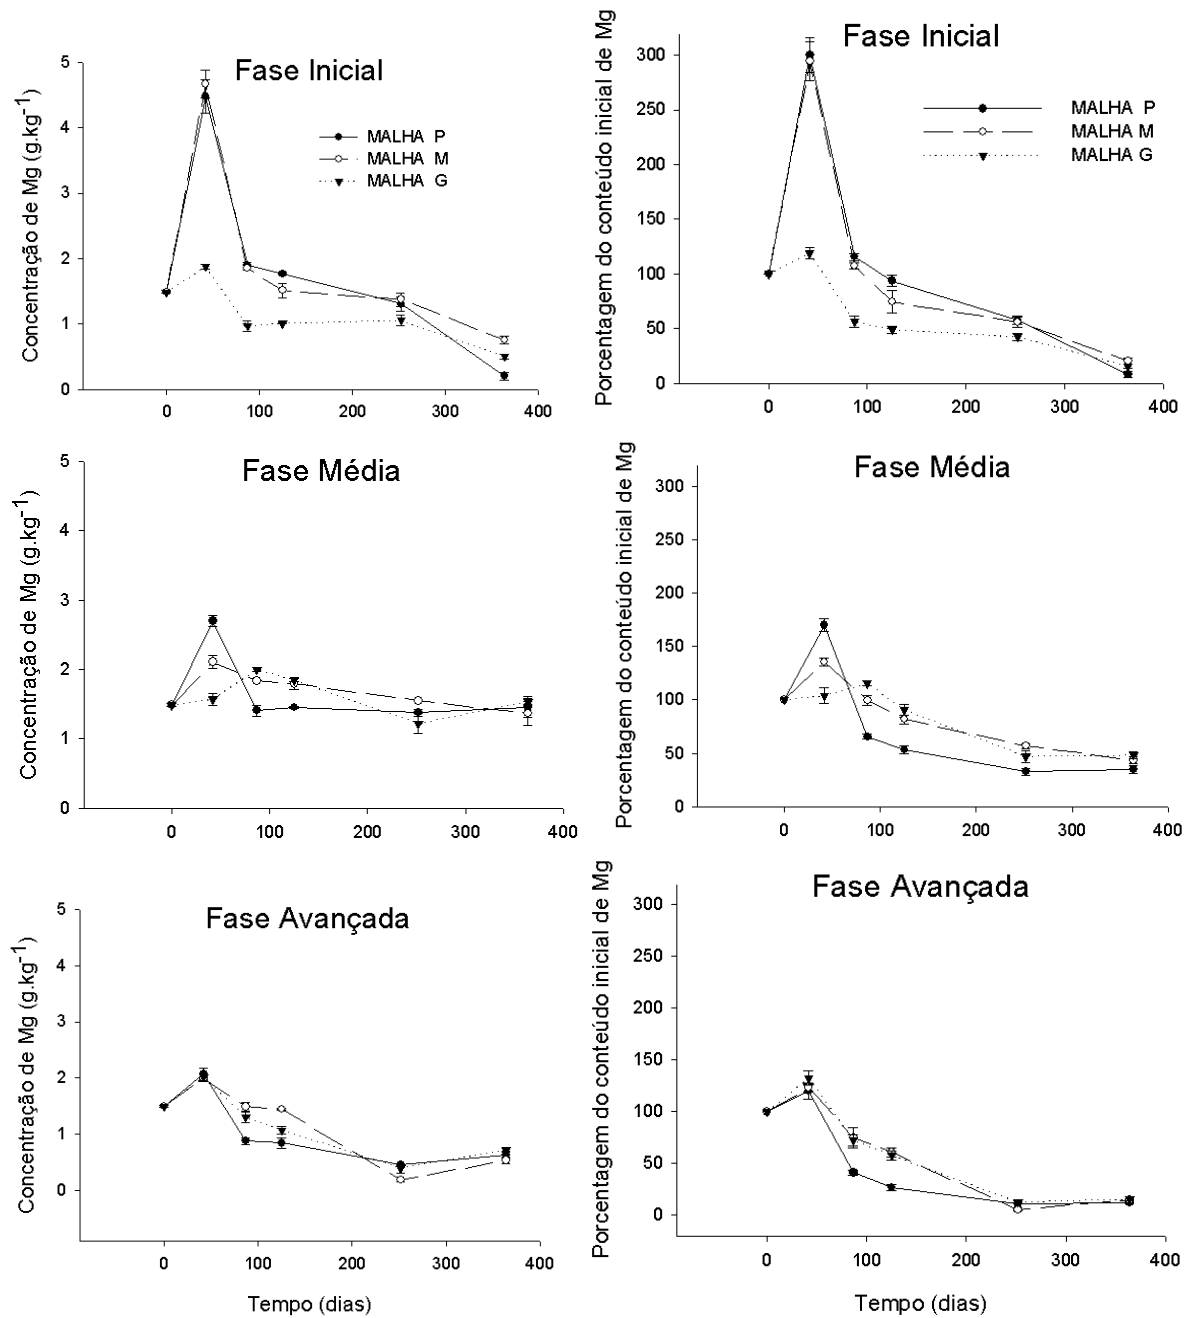 Fase Inicial
Concentração de Mg (g.kg-1)
5
4
3
2
1
0
MALHA P
MALHA M
MALHA G
0 100 200 300 400
Fase Inicial
Porcentagem do conteúdo inicial de Mg
300
250
200
150
100
50
0
MALHA P
MALHA M
MALHA G
0 100 200 300 400
Fase Média
Concentração de Mg (g.kg-1)
5
4
3
2
1
0
0 100 200 300 400
Fase Média
Porcentagem do conteúdo inicial de Mg
300
250
200
150
100
50
0
0 100 200 300 400
Fase Avançada
Concentração de Mg (g.kg-1)
5
4
3
2
1
0
0 100 200 300 400
Tempo (dias)
Fase Avançada
Porcentagem do conteúdo inicial de Mg
300
250
200
150
100
50
0
0 100 200 300 400
Tempo (dias)